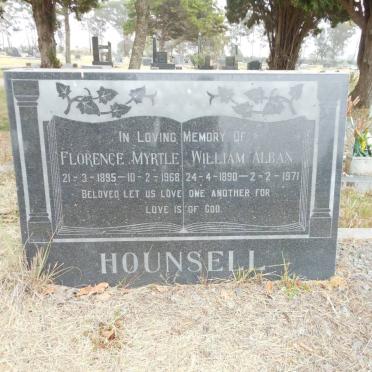 IN LOVING MEMORY OF
FLORENCE MYRTLE WILLIAM ALBAN
21-3-1895-10-2-1968 24-4-1890-2-2-1971
BELOVED LET US LOVE ONE ANOTHER FOR
LOVE IS OF GOD.
HOUNSELL